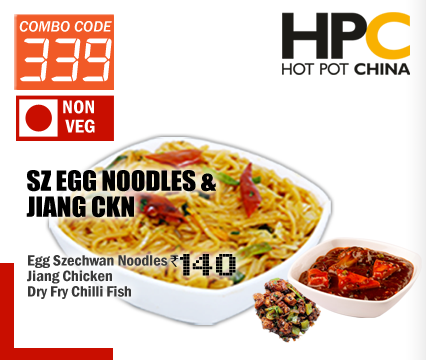 COMBO CODE
339
NON
VEG
HPC
HOT POT CHINA
SZ EGG NOODLES &
JIANG CKN
Egg Szechwan Noodles ₹140
Jiang Chicken
Dry Fry Chilli Fish